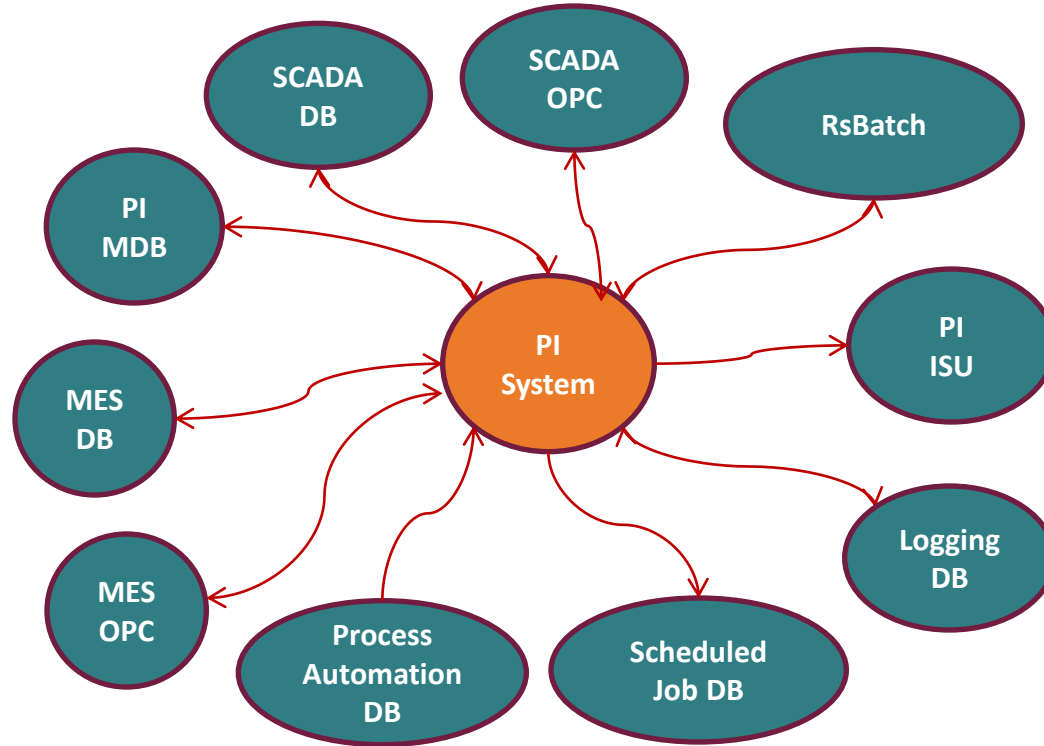 SCADA
DB
SCADA
OPC
RsBatch
PI
MDB
PI
System
PI
ISU
MES
DB
Logging
DB
MES
OPC
Process
Automation
DB
Scheduled
Job DB